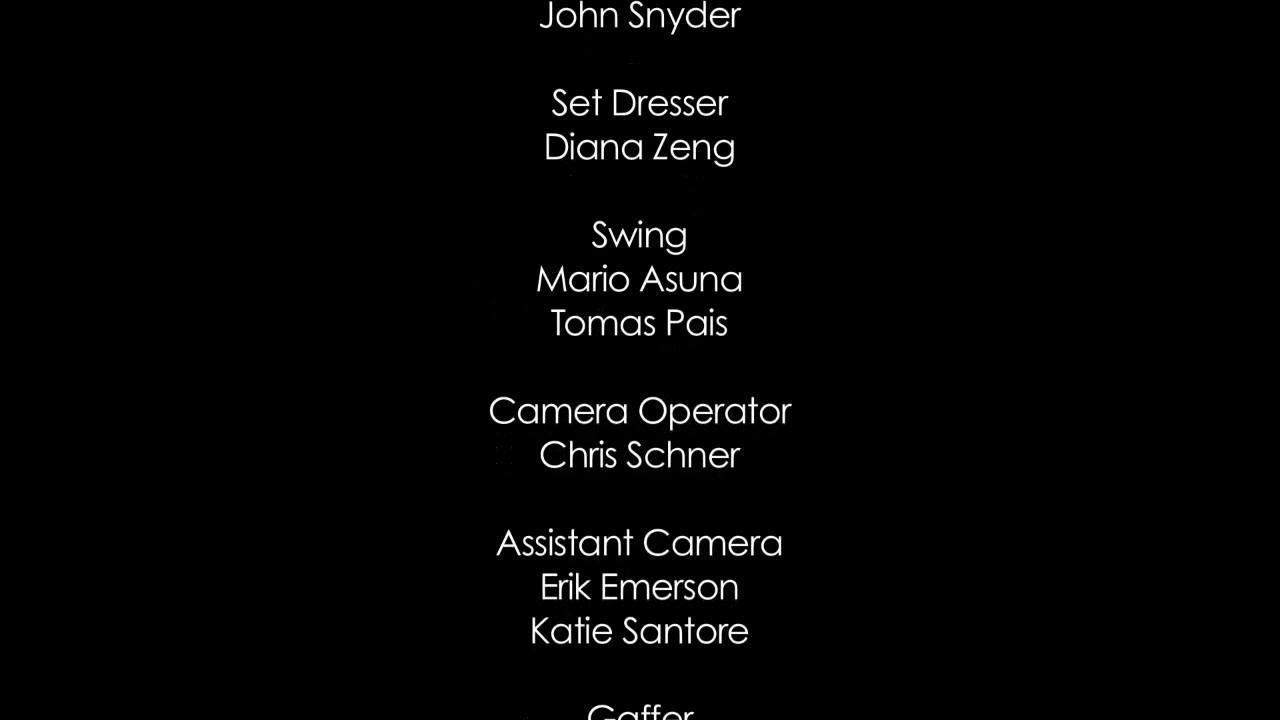 John Snyder
Set Dresser
Diana Zeng
Swing
Mario Asuna
Tomas Pais
Camera Operator
Chris Schner
Assistant Camera
Erik Emerson
Katie Santore
Gaffer